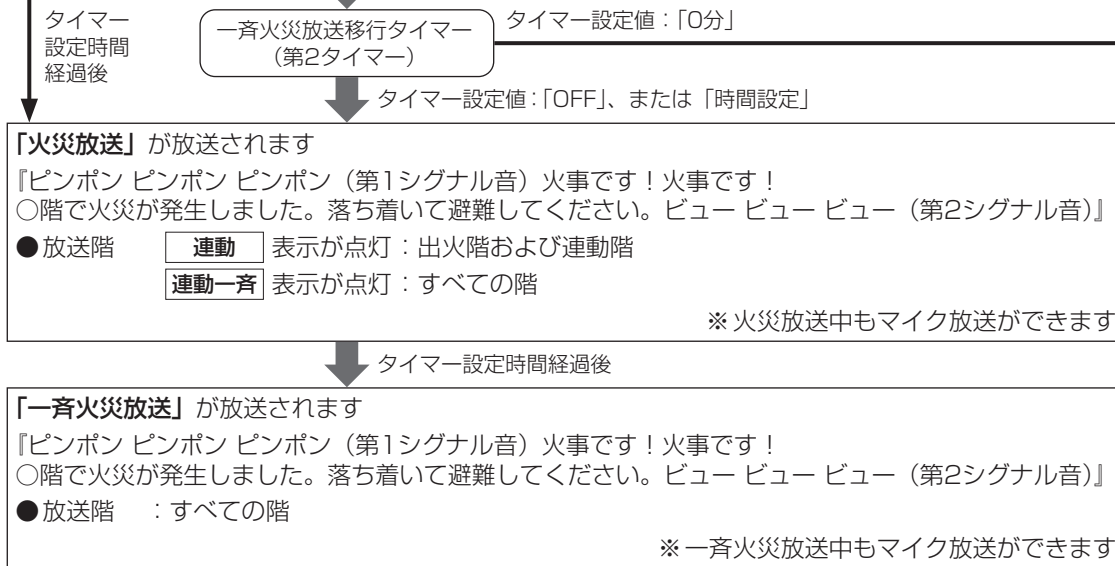 タイマー
設定時間
経過後
一斉火災放送移行タイマー
(第2タイマー)
タイマー設定値:「0分」
タイマー設定値:「OFF」、または「時間設定」
「火災放送」が放送されます
『ピンポン ピンポン ピンポン(第1シグナル音)火事です!火事です!
○階で火災が発生しました。落ち着いて避難してください。ビュー ビュー ビュー(第2シグナル音)』
●放送階 連動 表示が点灯:出火階および連動階
連動一斉 表示が点灯:すべての階
※火災放送中もマイク放送ができます
タイマー設定時間経過後
「一斉火災放送」が放送されます
『ピンポン ピンポン ピンポン(第1シグナル音)火事です!火事です!
○階で火災が発生しました。落ち着いて避難してください。ビュー ビュー ビュー(第2シグナル音)』
●放送階 :すべての階
※一斉火災放送中もマイク放送ができます